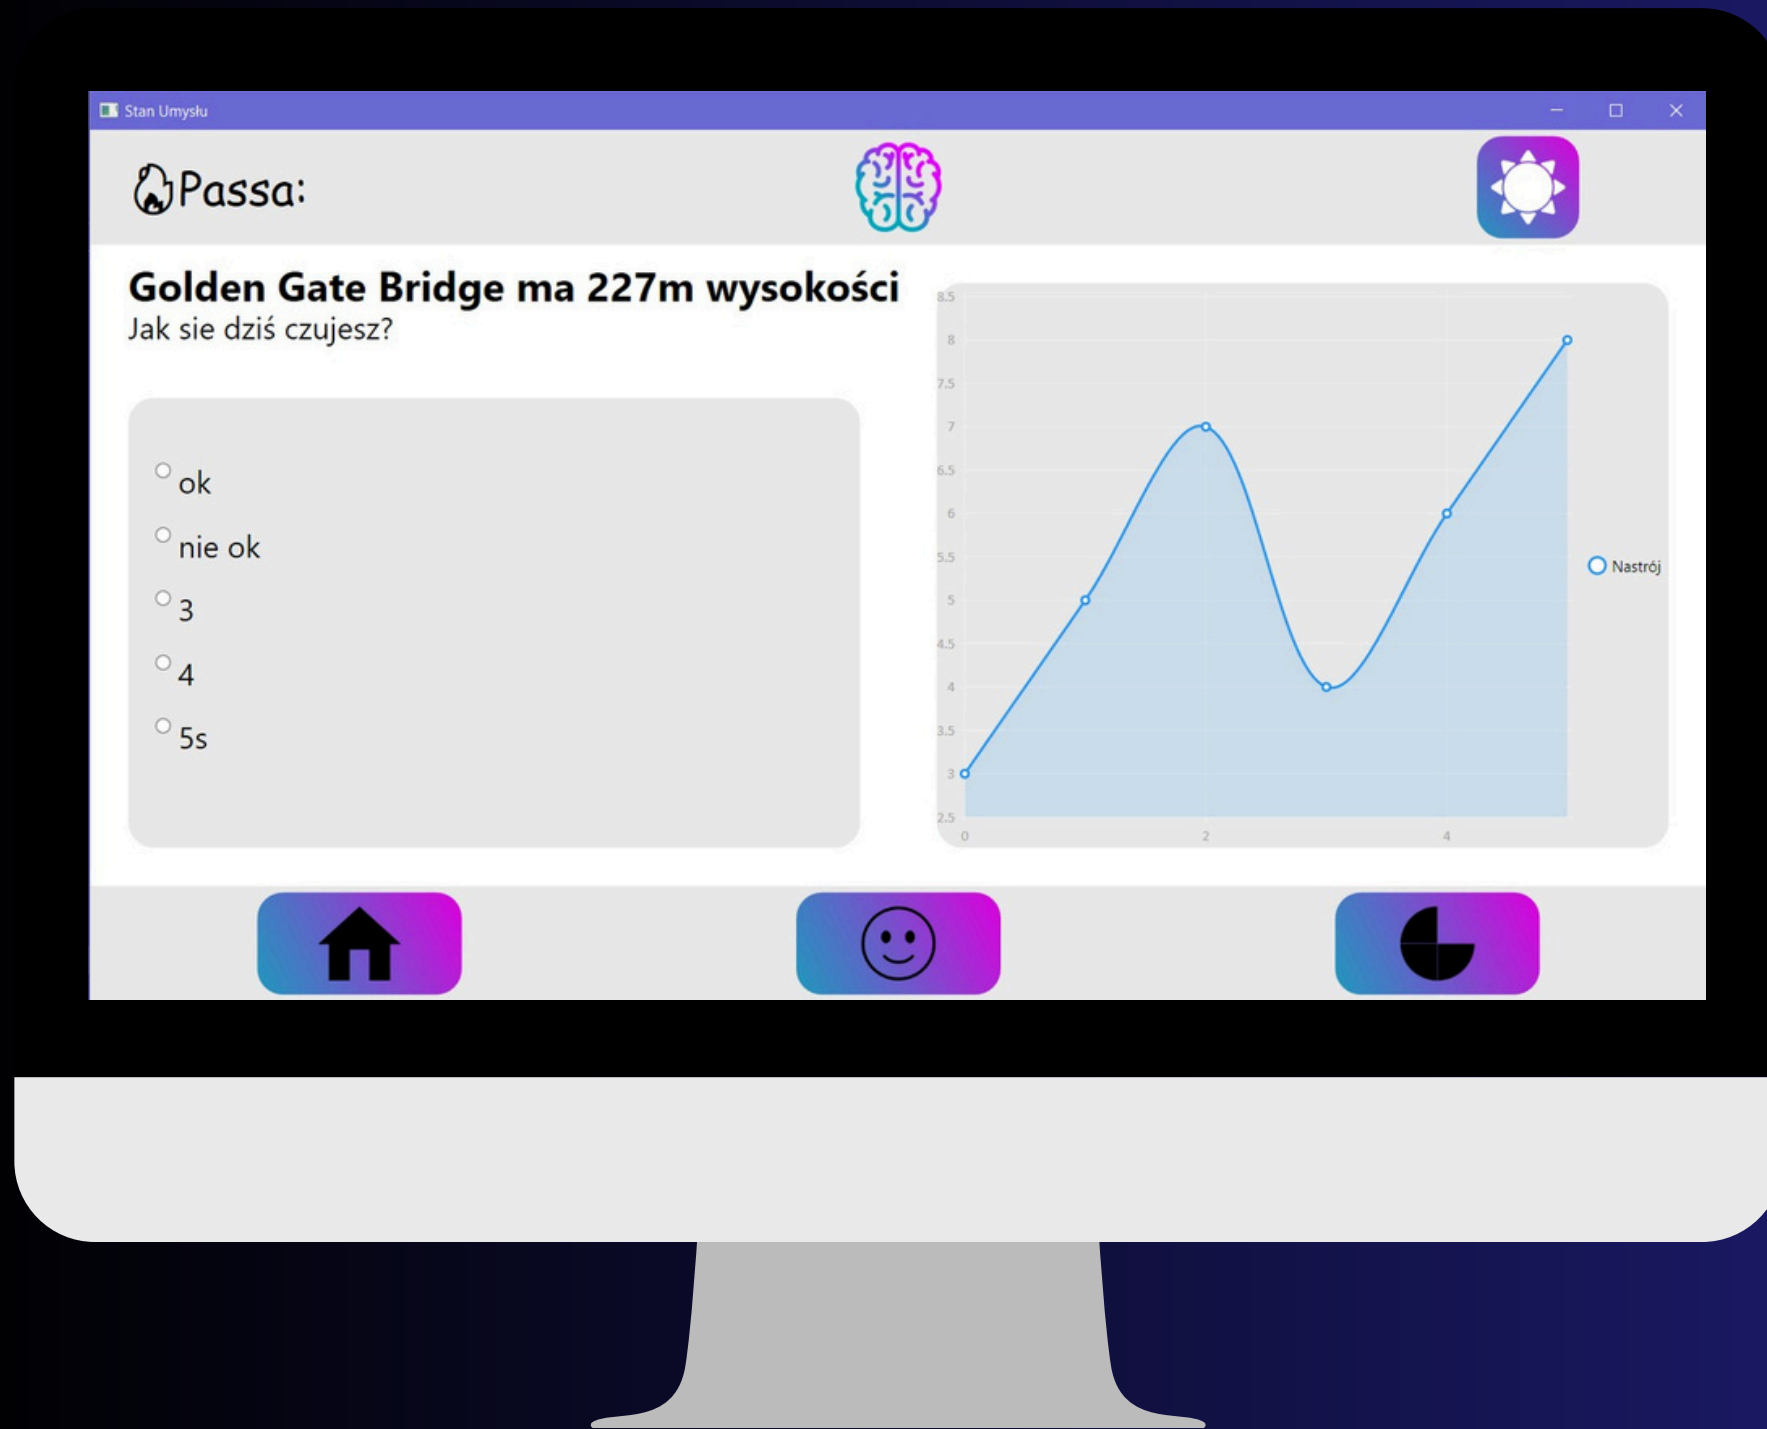 Stan Umysłu
Passa:
Golden Gate Bridge ma 227m wysokości
Jak sie dziś czujesz?
ok
nie ok
3
4
5s
8.5
8
7.5
7
6.5
6
5.5
5
4.5
4
3.5
3
2.5
0 2 4
Nastrój